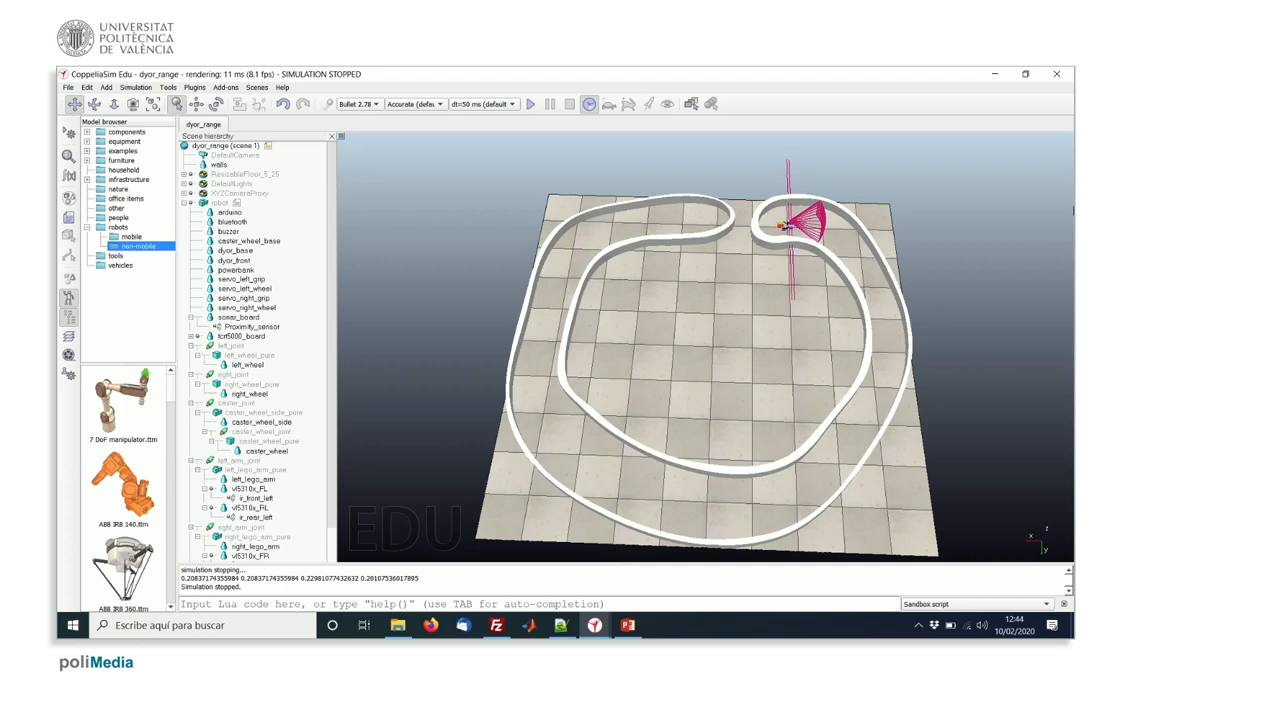 UNIVERSITAT
POLITÈCNICA
DE VALÈNCIA
CoppeliaSim Edu - dyor_range - rendering: 11 ms (8.1 fps) - SIMULATION STOPPED
File Edit Add Simulation Tools Plugins Add-ons Scenes Help
Bullet 2.78 Accurate (defau dt=50 ms (default
Model browser
components
equipment
examples
furniture
household
infrastructure
nature
office items
other
people
robots
mobile
non-mobile
tools
vehicles
7 DoF manipulator.ttm
ABB IRB 140.ttm
ABB IRB 360.ttm
dyor_range
Scene hierarchy
dyor_range (scene 1)
DefaultCamera
walls
ResizableFloor_5_25
DefaultLights
XYZCameraProxy
robot
arduino
bluetooth
buzzer
caster_wheel_base
dyor_base
dyor_front
powerbank
servo_left_grip
servo_left_wheel
servo_right_grip
servo_right_wheel
sonar_board
Proximity_sensor
tcrt5000_board
left_joint
left_wheel_pure
left_wheel
right_joint
right_wheel_pure
right_wheel
caster_joint
caster_wheel_side_pure
caster_wheel_side
caster_wheel_joint
caster_wheel_pure
caster_wheel
left_arm_joint
left_lego_arm_pure
left_lego_arm
vl5310x_FL
ir_front_left
vl5310x_RL
ir_rear_left
right_arm_joint
right_lego_arm_pure
right_lego_arm
vl5310x_FR
EDU
z
x
y
simulation stopping...
0.20837174355984 0.20837174355984 0.22981077432632 0.20107536017895
Simulation stopped.
Input Lua code here, or type "help()" (use TAB for auto-completion)
Sandbox script
Escribe aquí para buscar
12:44
10/02/2020
poliMedia